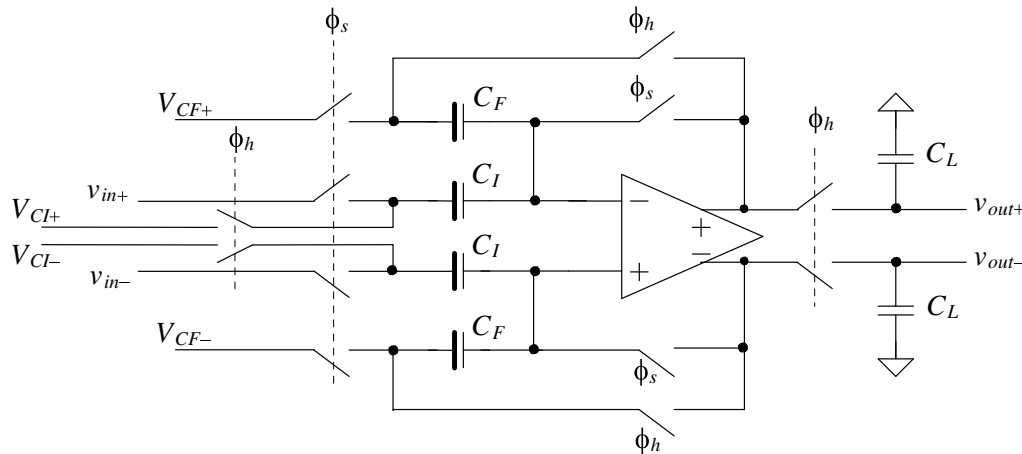 ϕh
ϕs
ϕs
VCF+
CF
ϕh
ϕh
CL
vin+
CI
VCI+
−
+
vout+
VCI−
CI
−
vout−
vin−
+
CL
VCF−
CF
ϕs
ϕh